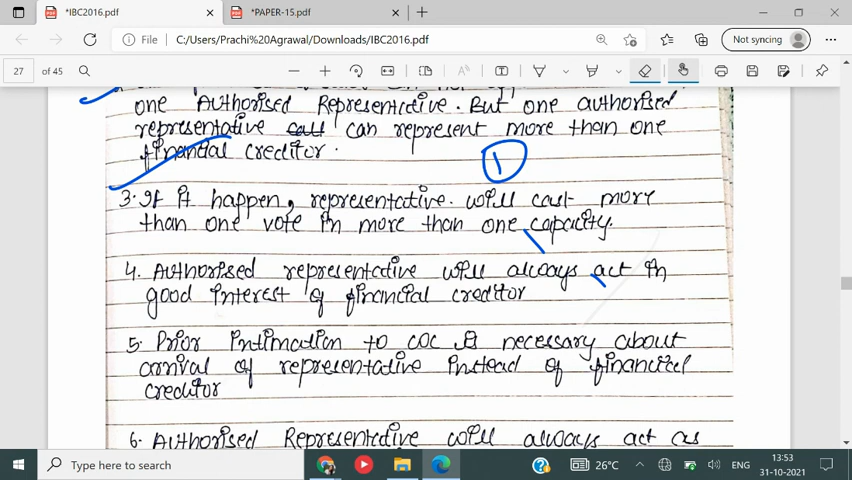 *IBC2016.pdf
*PAPER-15.pdf
File C:/Users/Prachi%20Agrawal/Downloads/IBC2016.pdf
Not syncing
27 of 45
one Authorised Representative. But one authorised
representative can represent more than one
financial creditor.
1
3. If it happen, representative. will cast more
than one vote in more than one capacity.
4. Authorised representative will always act in
good interest of financial creditor
5. Prior Intimation to COC is necessary about
arrival of representative instead of financial
creditor
6. Authorised Representative will always act as
Type here to search
26°C
ENG
13:53
31-10-2021